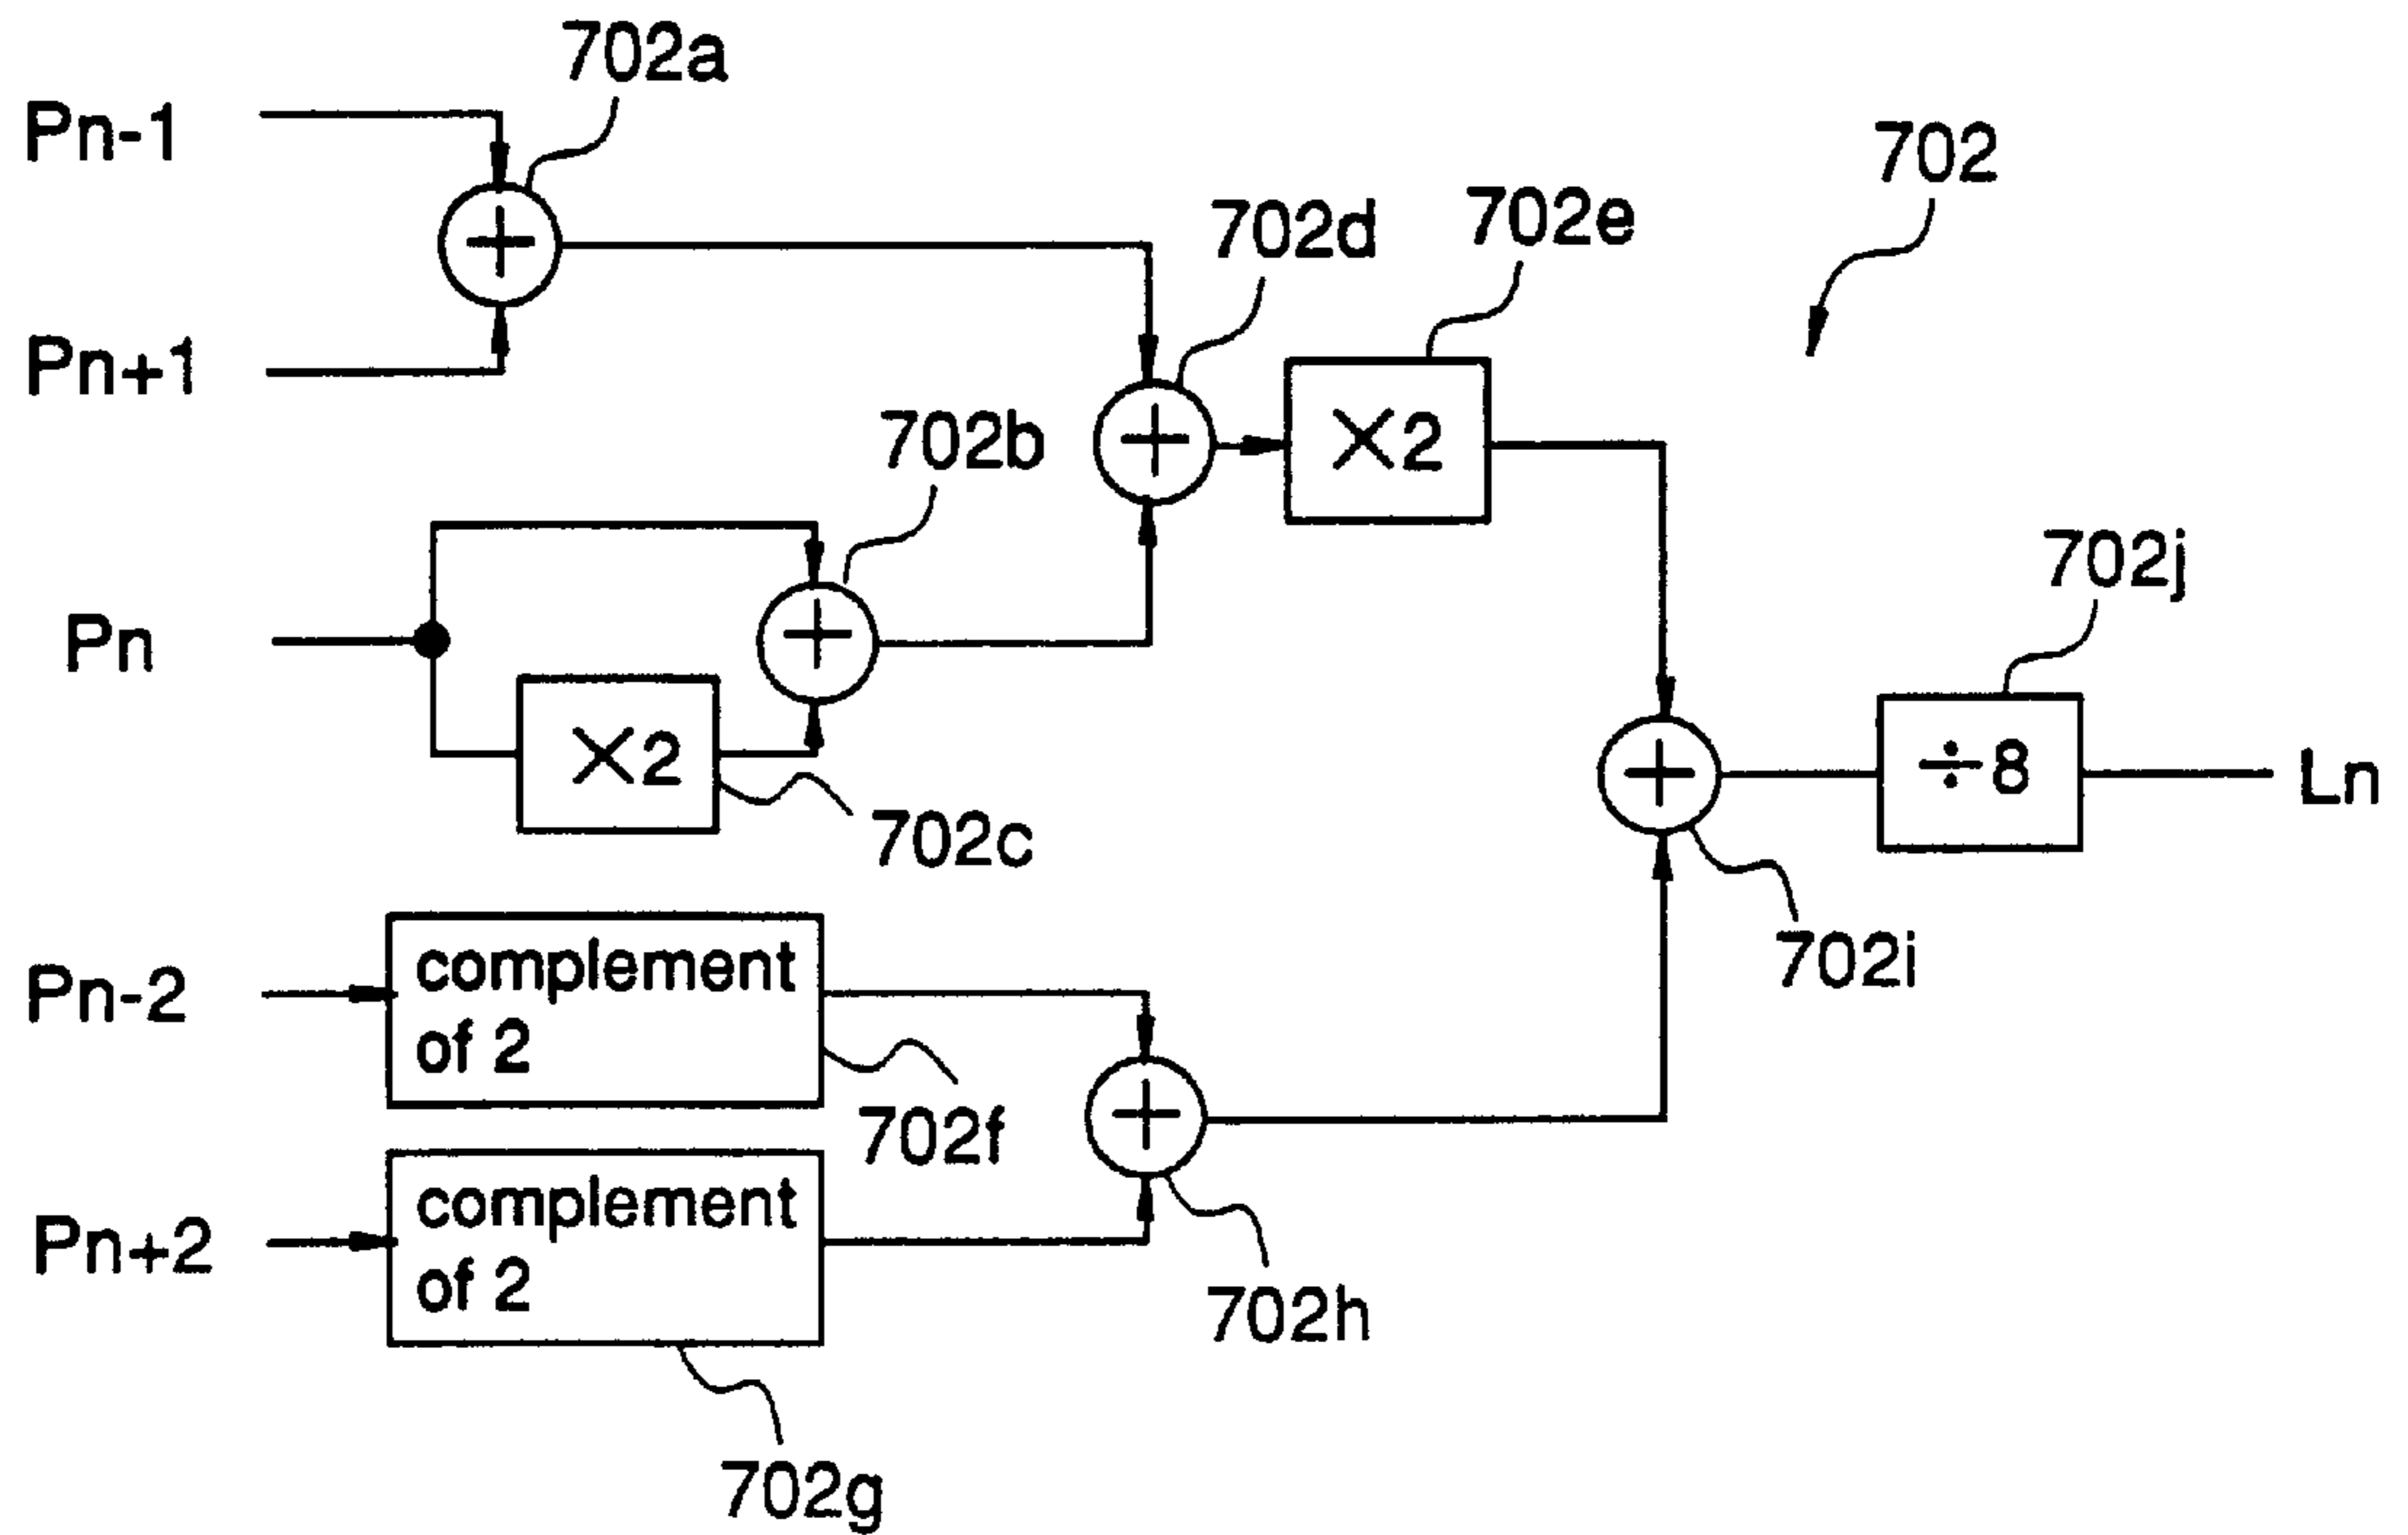 702a
Pn-1
702
702e
702d
Pn+1
702b
×2
702j
Pn
×2
÷8
Ln
702c
702i
Pn-2
complement
of 2
702f
Pn+2
complement
of 2
702h
702g